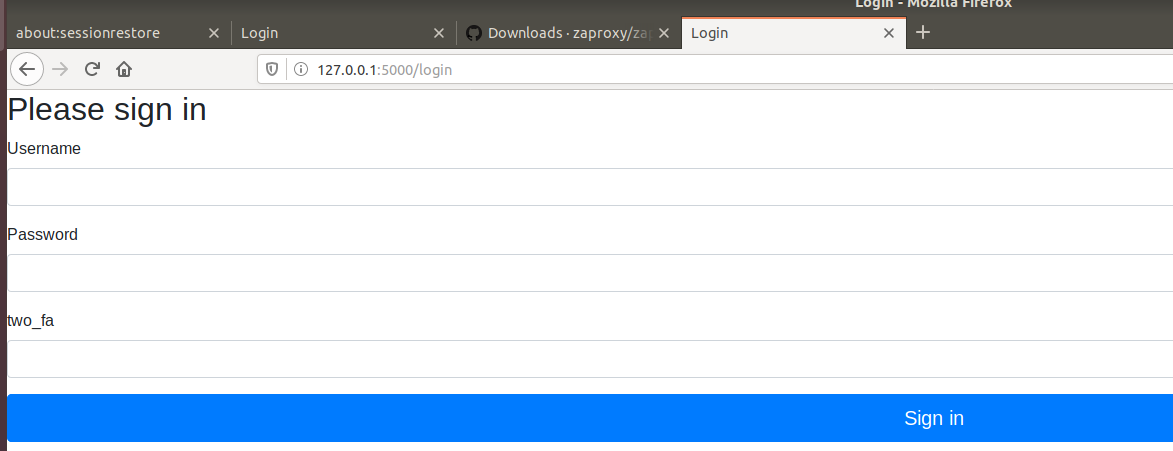 Login - Mozilla Firefox
about:sessionrestore
Login
Downloads · zaproxy/zap
Login
127.0.0.1:5000/login
Please sign in
Username
Password
two_fa
Sign in